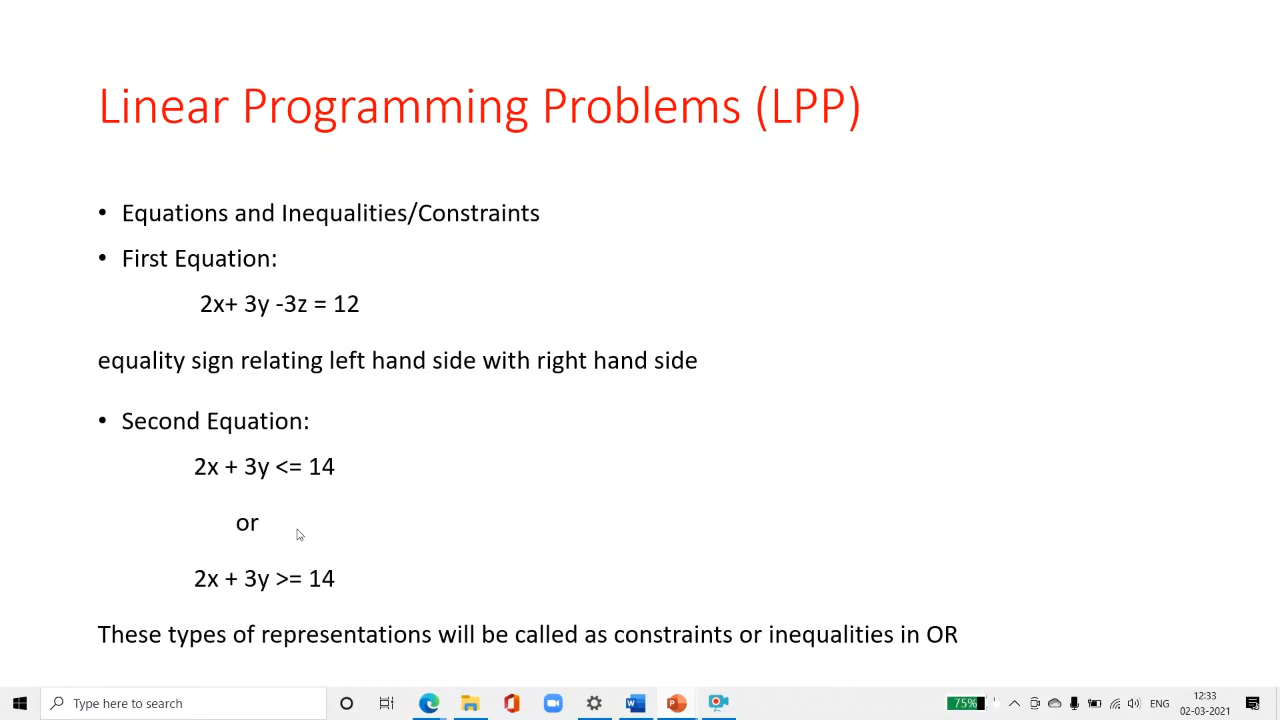 Linear Programming Problems (LPP)
• Equations and Inequalities/Constraints
• First Equation:
2x+ 3y -3z = 12
equality sign relating left hand side with right hand side
• Second Equation:
2x + 3y <= 14
or
2x + 3y >= 14
These types of representations will be called as constraints or inequalities in OR
Type here to search
75%
ENG
12:33
02-03-2021